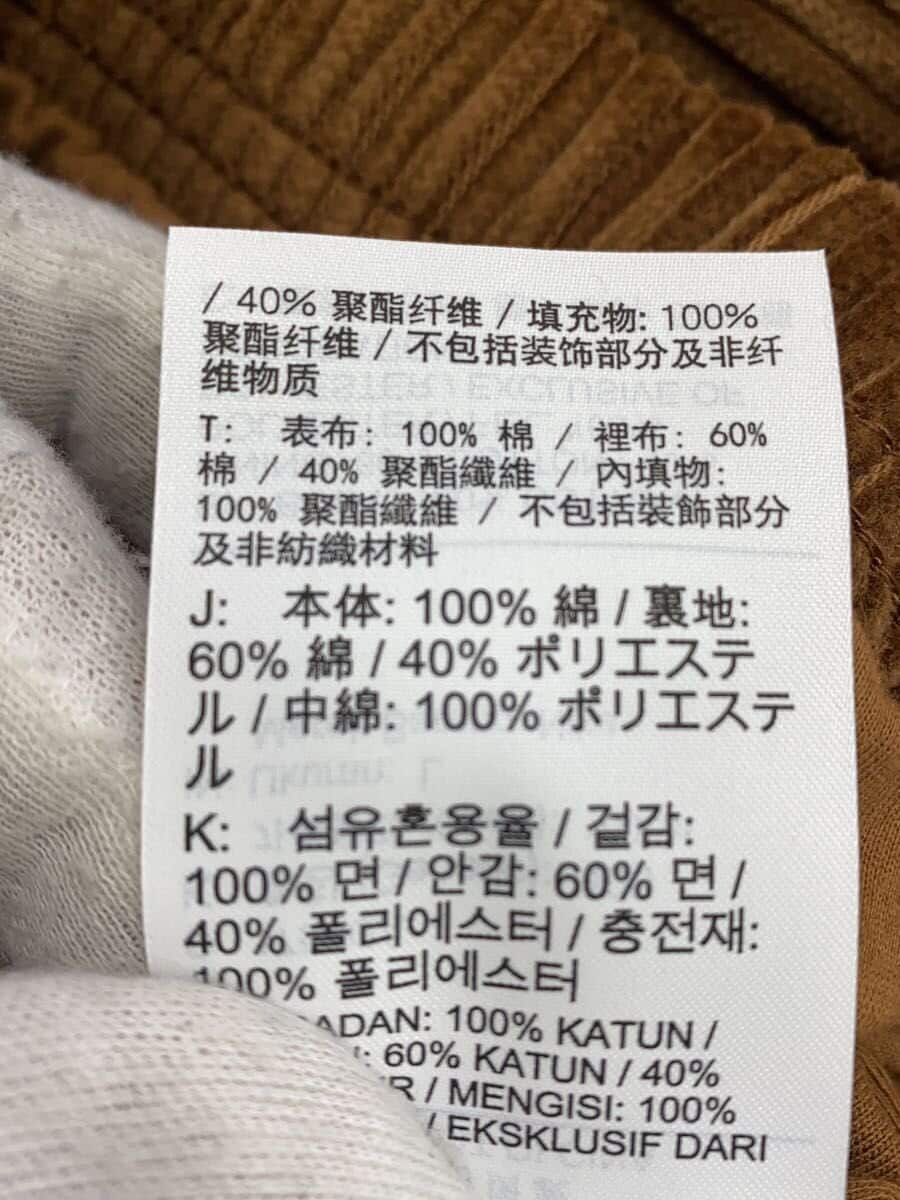 / 40% 聚酯纤维 / 填充物: 100%
聚酯纤维 / 不包括装饰部分及非纤
维物质
T: 表布: 100% 棉 / 裡布: 60%
棉 / 40% 聚酯纖維 / 內填物:
100% 聚酯纖維 / 不包括裝飾部分
及非紡織材料
J: 本体: 100% 綿 / 裏地:
60% 綿 / 40% ポリエステ
ル / 中綿: 100% ポリエステ
ル
K: 섬유혼용율 / 겉감:
100% 면 / 안감: 60% 면 /
40% 폴리에스터 / 충전재:
100% 폴리에스터
100% KATUN /
60% KATUN / 40%
/ MENGISI: 100%
/ EKSKLUSIF DARI